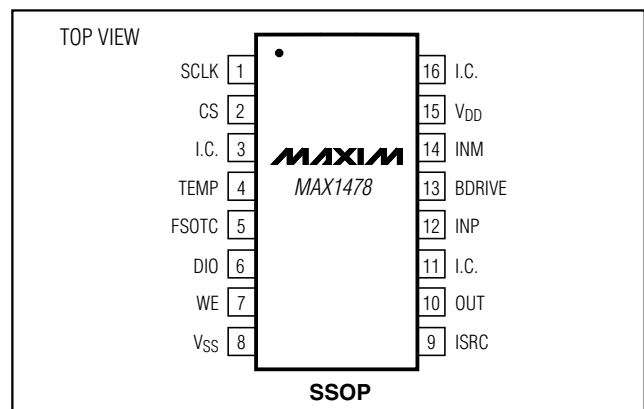 TOP VIEW
SCLK 1
CS 2
I.C. 3
TEMP 4
FSOTC 5
DIO 6
WE 7
VSS 8
MAXIM
MAX1478
16 I.C.
15 VDD
14 INM
13 BDRIVE
12 INP
11 I.C.
10 OUT
9 ISRC
SSOP